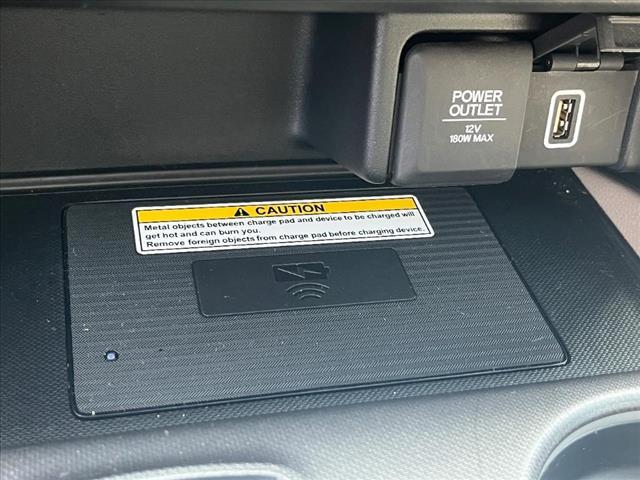 POWER
OUTLET
12V
180W MAX
CAUTION
Metal objects between charge pad and device to be charged will
get hot and can burn you.
Remove foreign objects from charge pad before charging device.